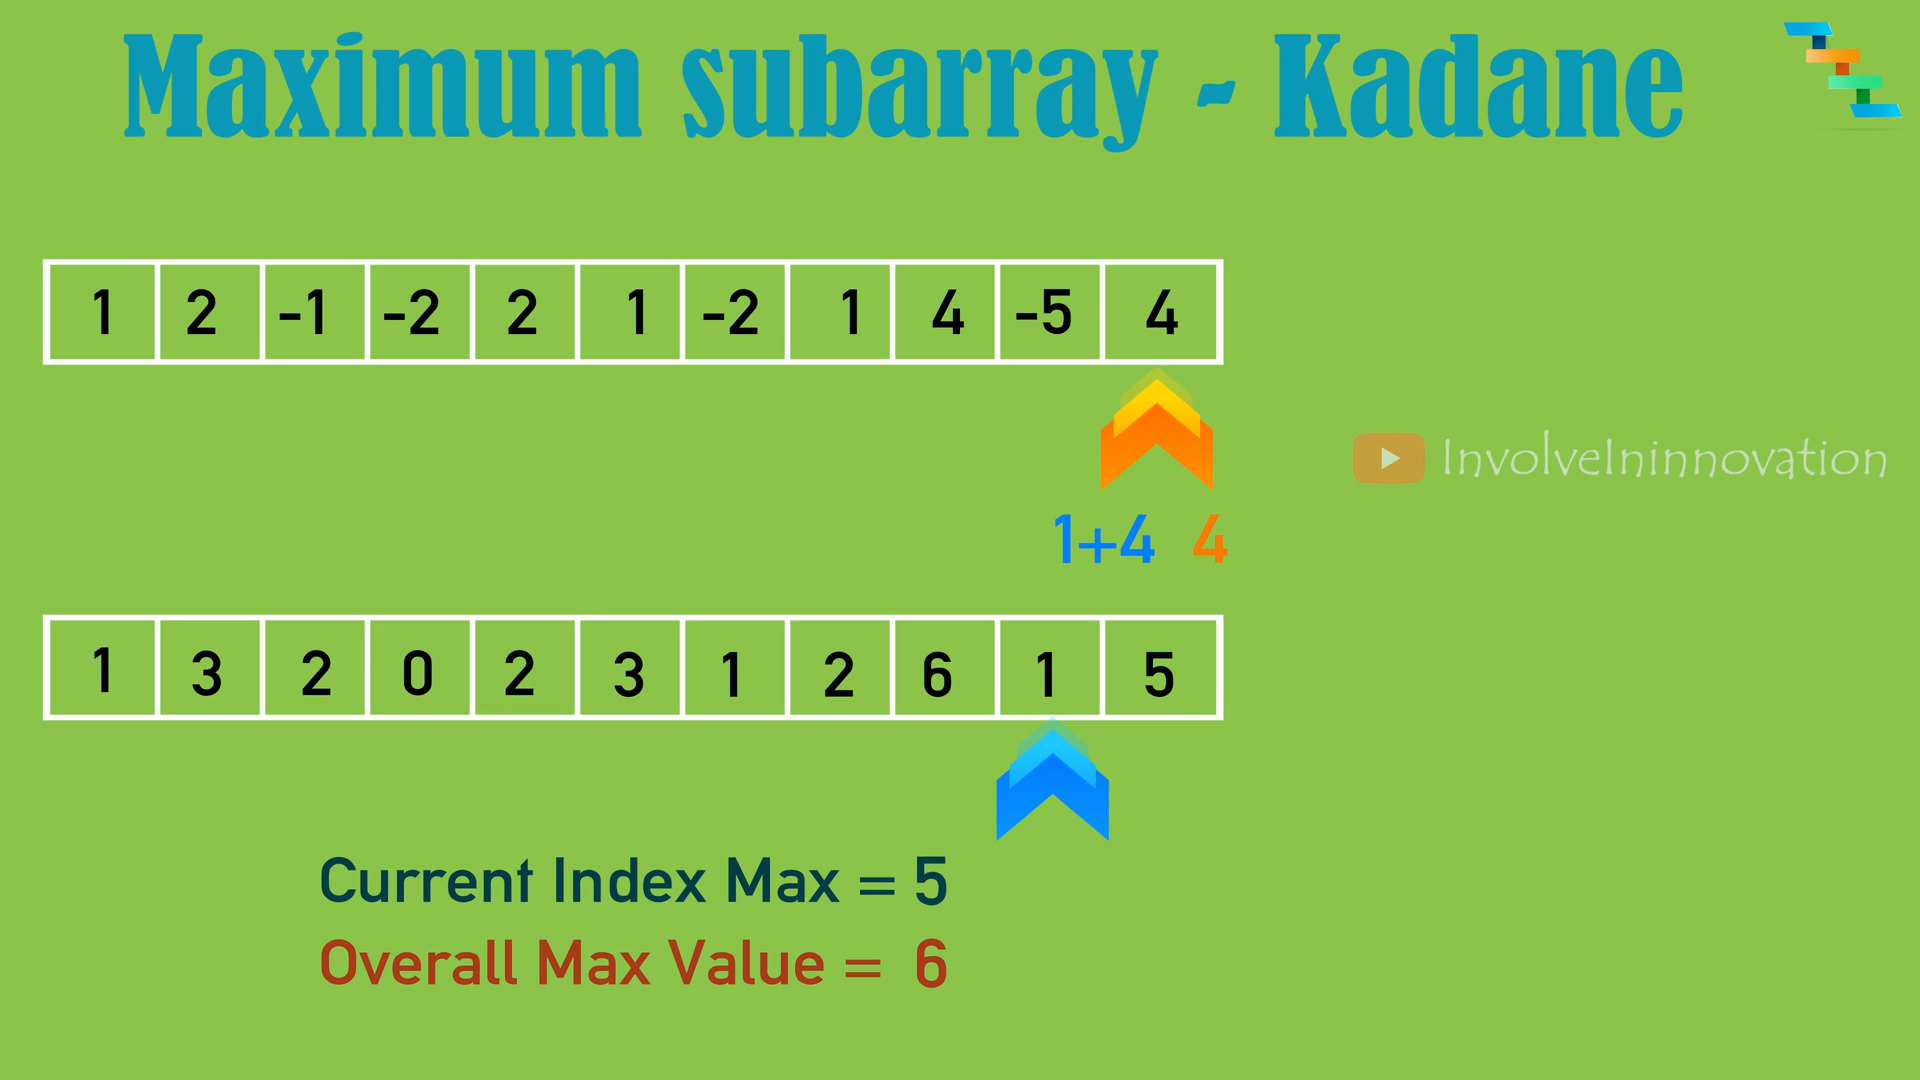 Maximum subarray - Kadane
1 2 -1 -2 2 1 -2 1 4 -5 4
InvolveIninnovation
1+4 4
1 3 2 0 2 3 1 2 6 1 5
Current Index Max = 5
Overall Max Value = 6